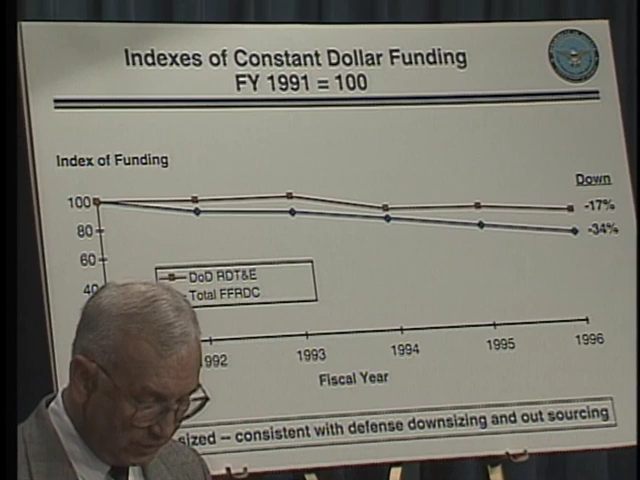 Indexes of Constant Dollar Funding
FY 1991 = 100
Index of Funding
Down
100
-17%
80
-34%
60
DoD RDT&E
40
Total FFRDC
992
1993
1994
1995
1996
Fiscal Year
sized -- consistent with defense downsizing and out sourcing